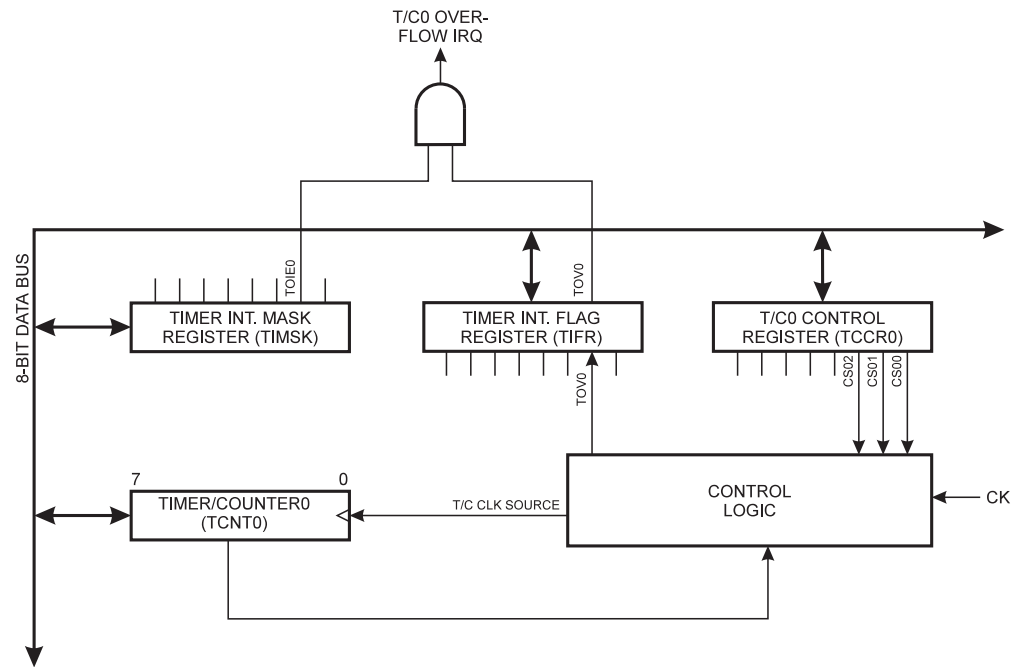 T/C0 OVER-
FLOW IRQ
8-BIT DATA BUS
TOIE0
TOV0
TIMER INT. MASK
REGISTER (TIMSK)
TIMER INT. FLAG
REGISTER (TIFR)
T/C0 CONTROL
REGISTER (TCCR0)
TOV0
CS02
CS01
CS00
7
0
TIMER/COUNTER0
(TCNT0)
T/C CLK SOURCE
CONTROL
LOGIC
CK